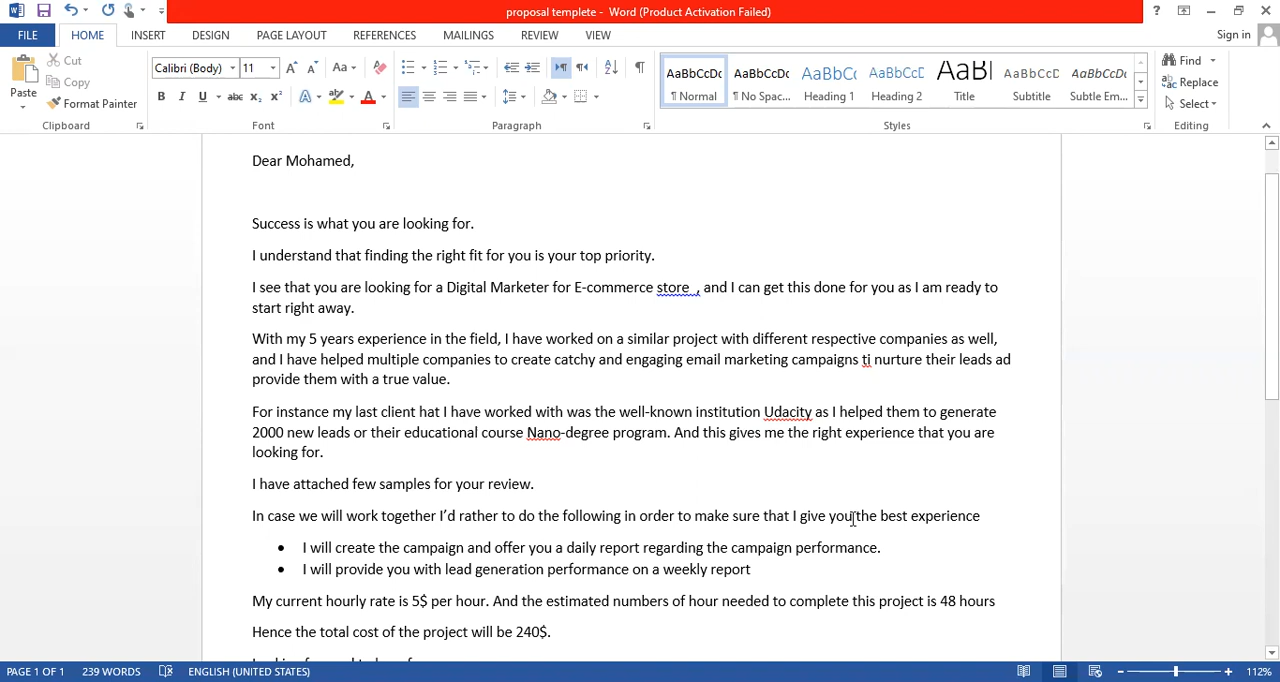 proposal templete - Word (Product Activation Failed)
Sign in
FILE HOME INSERT DESIGN PAGE LAYOUT REFERENCES MAILINGS REVIEW VIEW
Paste
Cut
Copy
Format Painter
Clipboard
Calibri (Body) 11
Font
Paragraph
AaBbCcDc AaBbCcDc AaBbCc AaBbCcD AaBl AaBbCcD AaBbCcDc
¶ Normal ¶ No Spac... Heading 1 Heading 2 Title Subtitle Subtle Em...
Styles
Find
Replace
Select
Editing
Dear Mohamed,
Success is what you are looking for.
I understand that finding the right fit for you is your top priority.
I see that you are looking for a Digital Marketer for E-commerce store , and I can get this done for you as I am ready to
start right away.
With my 5 years experience in the field, I have worked on a similar project with different respective companies as well,
and I have helped multiple companies to create catchy and engaging email marketing campaigns ti nurture their leads ad
provide them with a true value.
For instance my last client hat I have worked with was the well-known institution Udacity as I helped them to generate
2000 new leads or their educational course Nano-degree program. And this gives me the right experience that you are
looking for.
I have attached few samples for your review.
In case we will work together I'd rather to do the following in order to make sure that I give you the best experience
• I will create the campaign and offer you a daily report regarding the campaign performance.
• I will provide you with lead generation performance on a weekly report
My current hourly rate is 5$ per hour. And the estimated numbers of hour needed to complete this project is 48 hours
Hence the total cost of the project will be 240$.
PAGE 1 OF 1 239 WORDS ENGLISH (UNITED STATES) 112%